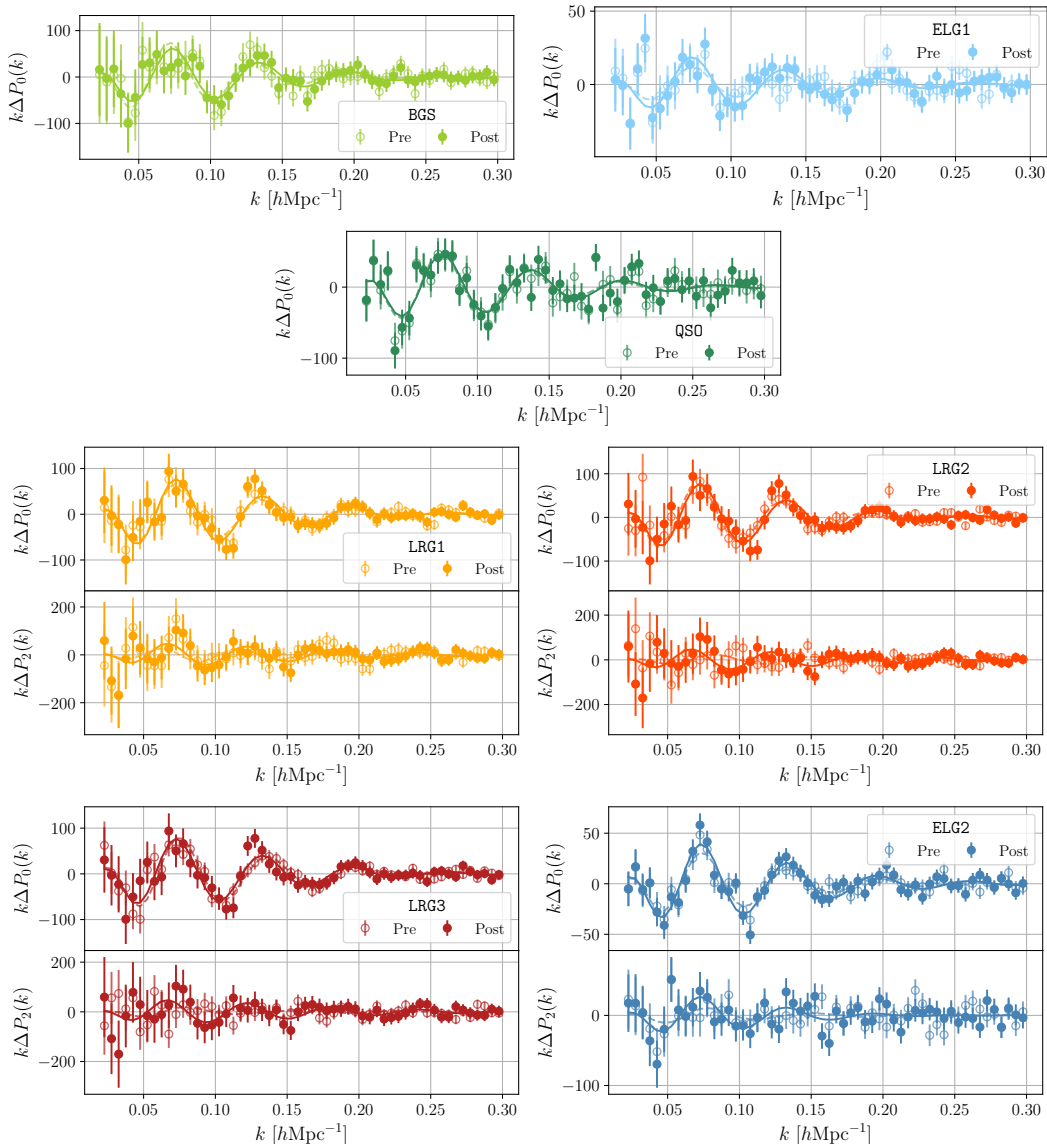 100
0
−100
kΔP₀(k)
BGS
Pre Post
0.05 0.10 0.15 0.20 0.25 0.30
k [hMpc⁻¹]
50
0
kΔP₀(k)
ELG1
Pre Post
0.05 0.10 0.15 0.20 0.25 0.30
k [hMpc⁻¹]
0
−100
kΔP₀(k)
QSO
Pre Post
0.05 0.10 0.15 0.20 0.25 0.30
k [hMpc⁻¹]
100
0
−100
kΔP₀(k)
LRG1
Pre Post
200
0
−200
kΔP₂(k)
0.05 0.10 0.15 0.20 0.25 0.30
k [hMpc⁻¹]
100
0
−100
kΔP₀(k)
LRG2
Pre Post
200
0
−200
kΔP₂(k)
0.05 0.10 0.15 0.20 0.25 0.30
k [hMpc⁻¹]
100
0
−100
kΔP₀(k)
LRG3
Pre Post
200
0
−200
kΔP₂(k)
0.05 0.10 0.15 0.20 0.25 0.30
k [hMpc⁻¹]
50
0
−50
kΔP₀(k)
ELG2
Pre Post
0
−100
kΔP₂(k)
0.05 0.10 0.15 0.20 0.25 0.30
k [hMpc⁻¹]